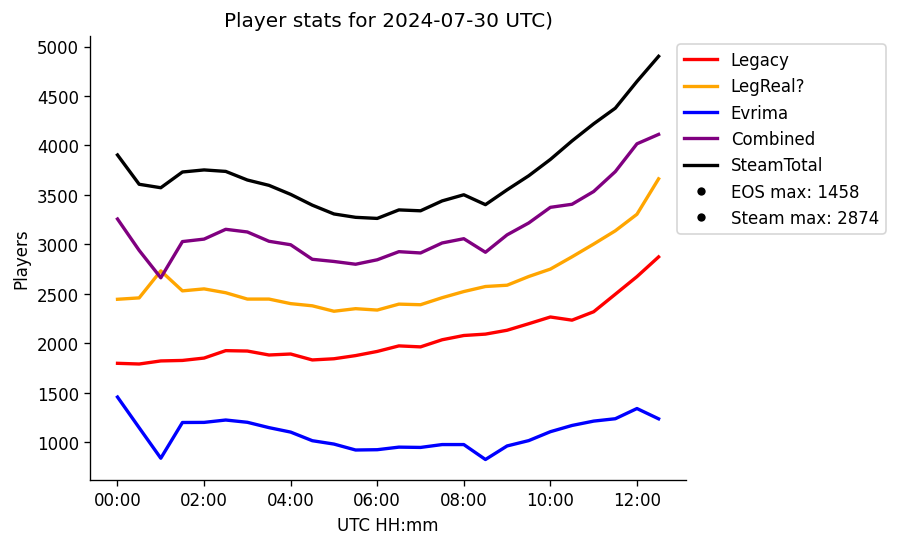 Player stats for 2024-07-30 UTC)
5000
4500
4000
3500
3000
2500
2000
1500
1000
Players
00:00 02:00 04:00 06:00 08:00 10:00 12:00
UTC HH:mm
Legacy
LegReal?
Evrima
Combined
SteamTotal
EOS max: 1458
Steam max: 2874